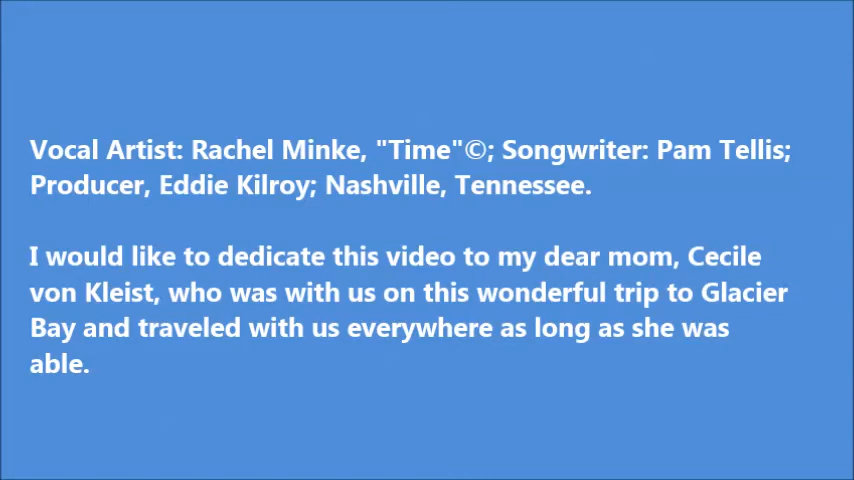 Vocal Artist: Rachel Minke, "Time"©; Songwriter: Pam Tellis;
Producer, Eddie Kilroy; Nashville, Tennessee.
I would like to dedicate this video to my dear mom, Cecile
von Kleist, who was with us on this wonderful trip to Glacier
Bay and traveled with us everywhere as long as she was
able.